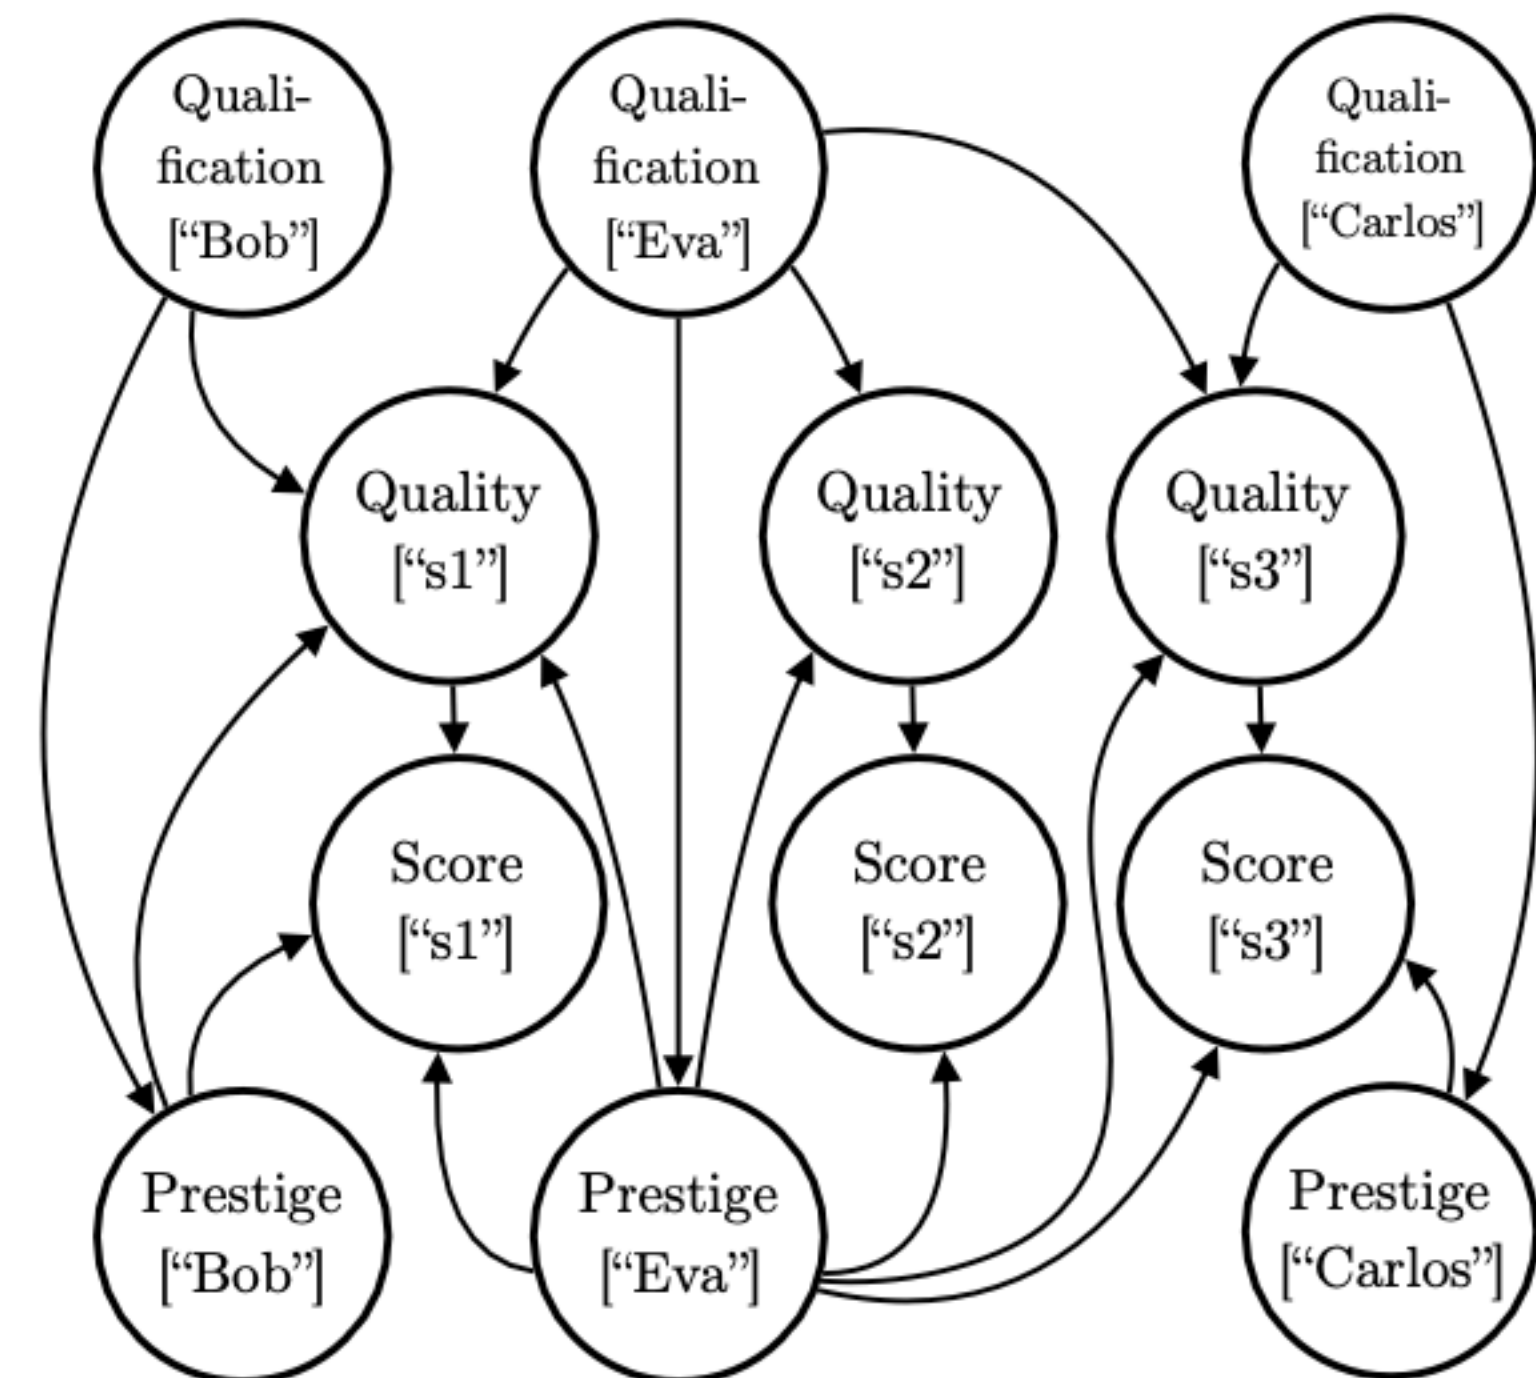 Quali-
fication
[“Bob”]
Quali-
fication
[“Eva”]
Quali-
fication
[“Carlos”]
Quality
[“s1”]
Quality
[“s2”]
Quality
[“s3”]
Score
[“s1”]
Score
[“s2”]
Score
[“s3”]
Prestige
[“Bob”]
Prestige
[“Eva”]
Prestige
[“Carlos”]